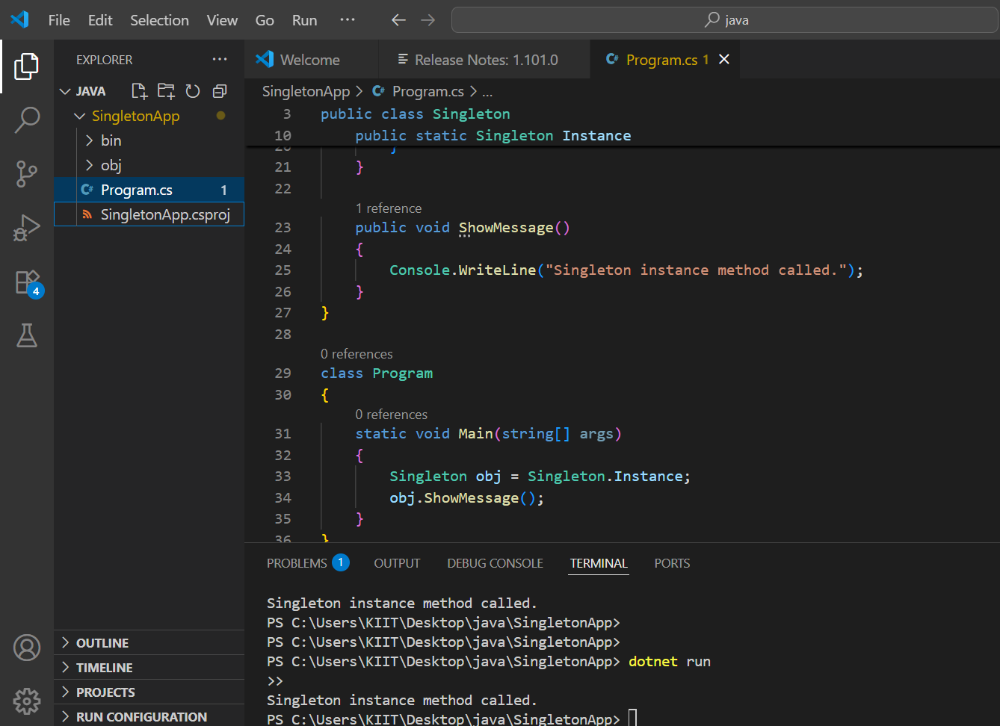 File Edit Selection View Go Run ··· java
EXPLORER ···
JAVA
SingletonApp
bin
obj
C# Program.cs 1
SingletonApp.csproj
4
OUTLINE
TIMELINE
PROJECTS
RUN CONFIGURATION
Welcome Release Notes: 1.101.0 C# Program.cs 1
SingletonApp > C# Program.cs > ...
3 public class Singleton
10 public static Singleton Instance
20 }
21 }
22
1 reference
23 public void ShowMessage()
24 {
25 Console.WriteLine("Singleton instance method called.");
26 }
27 }
28
0 references
29 class Program
30 {
0 references
31 static void Main(string[] args)
32 {
33 Singleton obj = Singleton.Instance;
34 obj.ShowMessage();
35 }
36 }
PROBLEMS 1 OUTPUT DEBUG CONSOLE TERMINAL PORTS
Singleton instance method called.
PS C:\Users\KIIT\Desktop\java\SingletonApp>
PS C:\Users\KIIT\Desktop\java\SingletonApp>
PS C:\Users\KIIT\Desktop\java\SingletonApp> dotnet run
>>
Singleton instance method called.
PS C:\Users\KIIT\Desktop\java\SingletonApp>